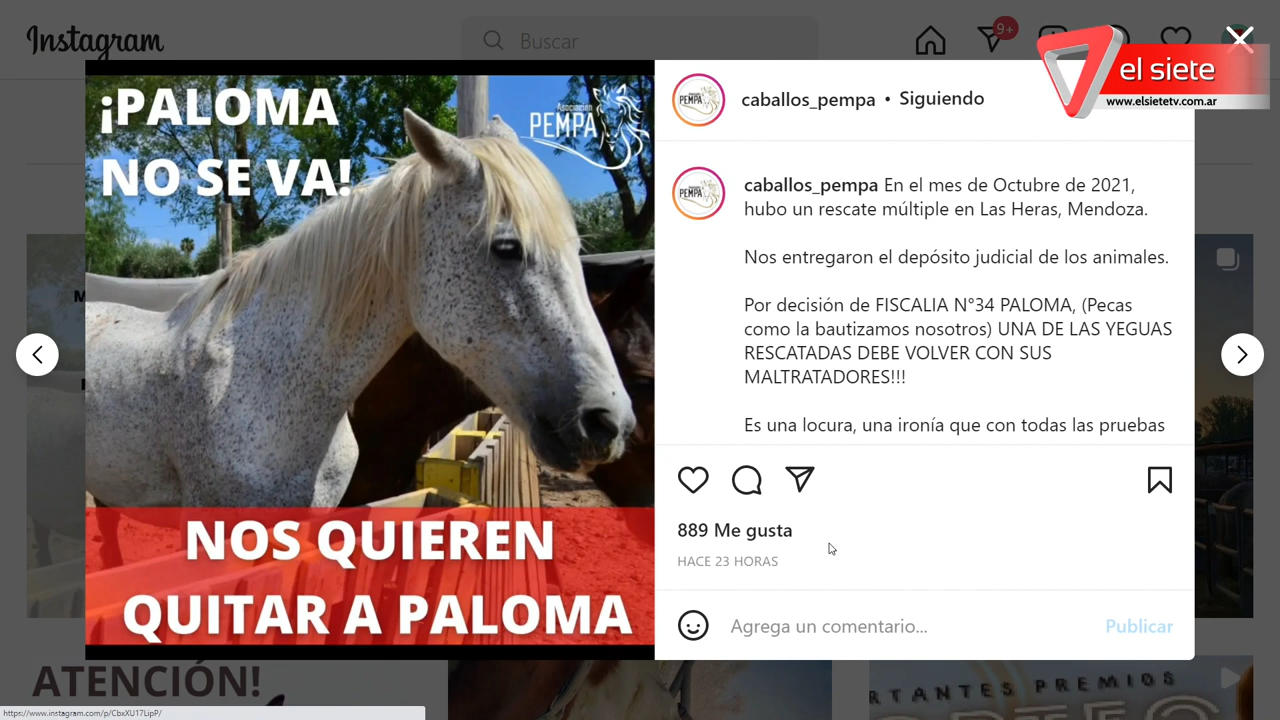 Instagram
Buscar
9+
el siete
www.elsietetv.com.ar
¡PALOMA
NO SE VA!
Asociación
PEMPA
NOS QUIEREN
QUITAR A PALOMA
caballos_pempa • Siguiendo
caballos_pempa En el mes de Octubre de 2021,
hubo un rescate múltiple en Las Heras, Mendoza.
Nos entregaron el depósito judicial de los animales.
Por decisión de FISCALIA N°34 PALOMA, (Pecas
como la bautizamos nosotros) UNA DE LAS YEGUAS
RESCATADAS DEBE VOLVER CON SUS
MALTRATADORES!!!
Es una locura, una ironía que con todas las pruebas
889 Me gusta
HACE 23 HORAS
Agrega un comentario...
Publicar
ATENCIÓN!
RTANTES PREMIOS
https://www.instagram.com/p/CbxXU17LipP/